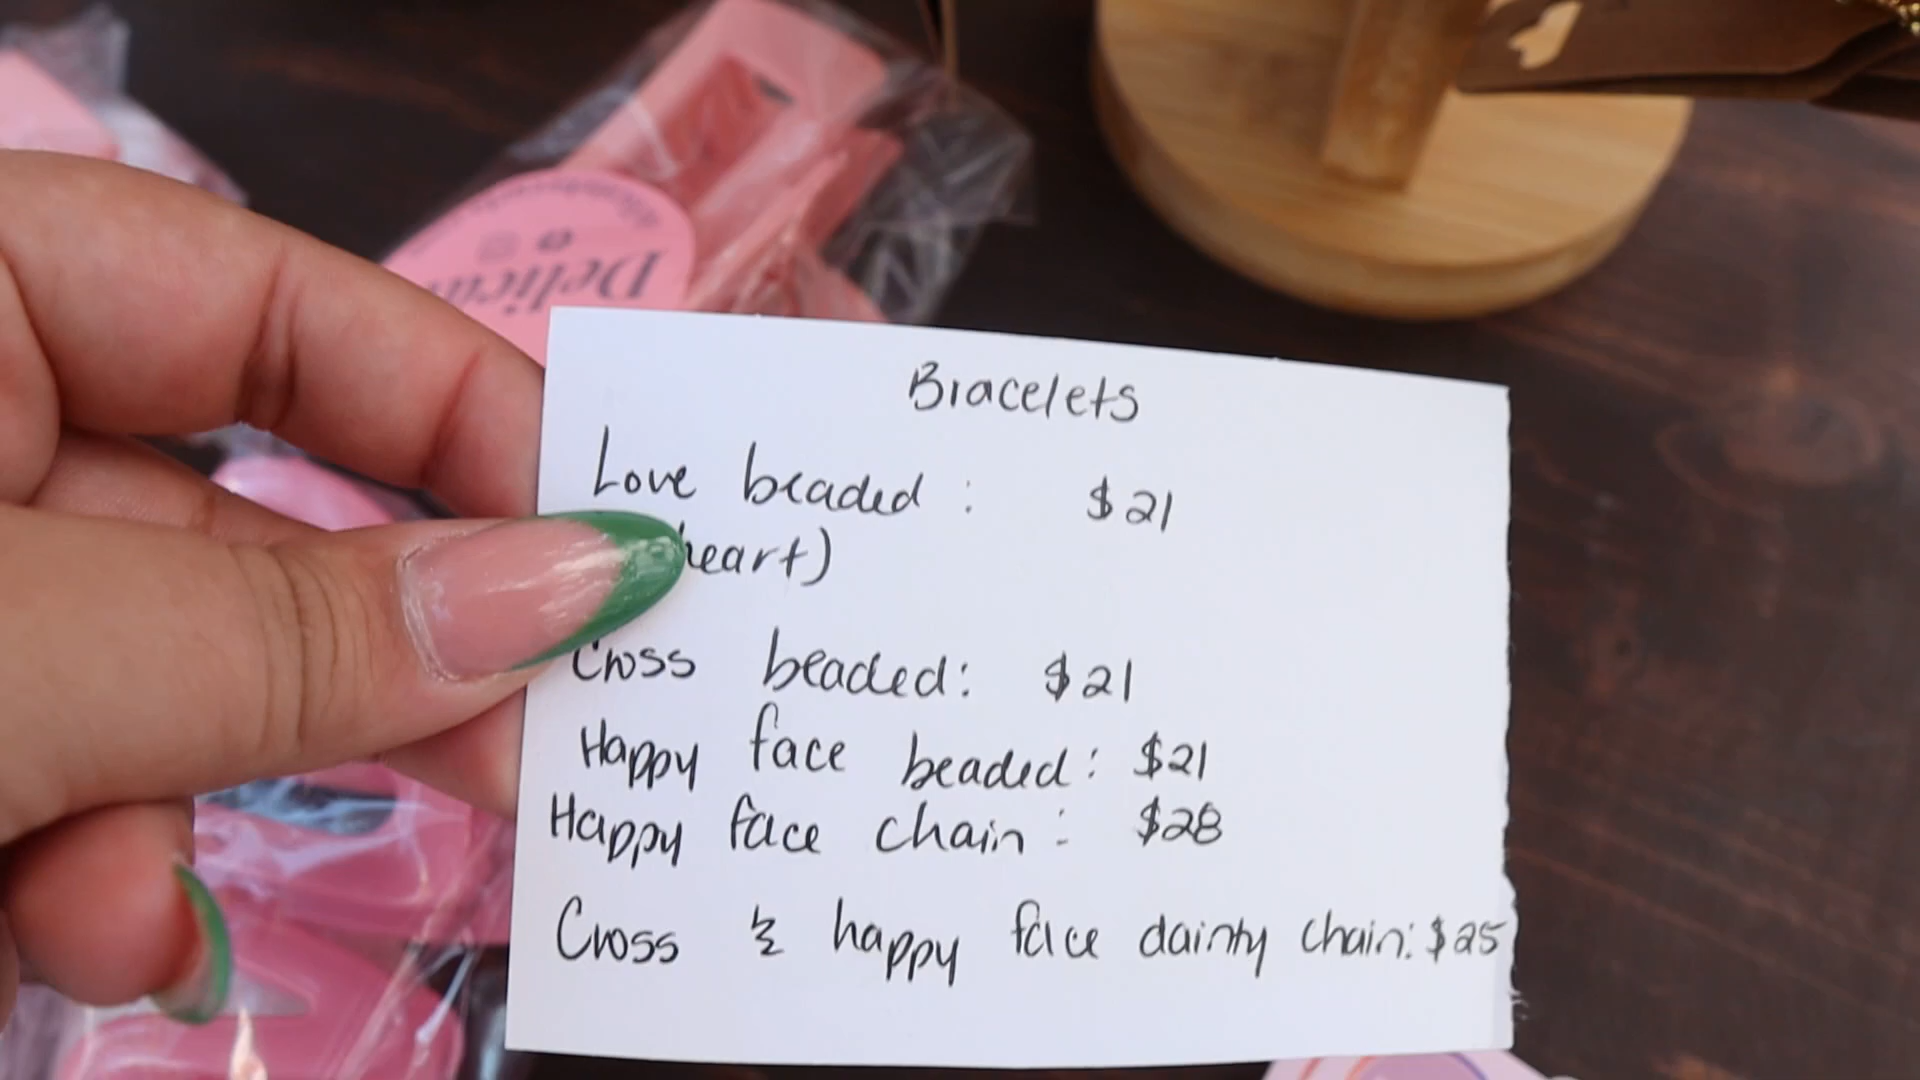 Bracelets
Love beaded : $21
heart)
Cross beaded: $21
Happy face beaded: $21
Happy face chain: $28
Cross & happy face dainty chain: $25